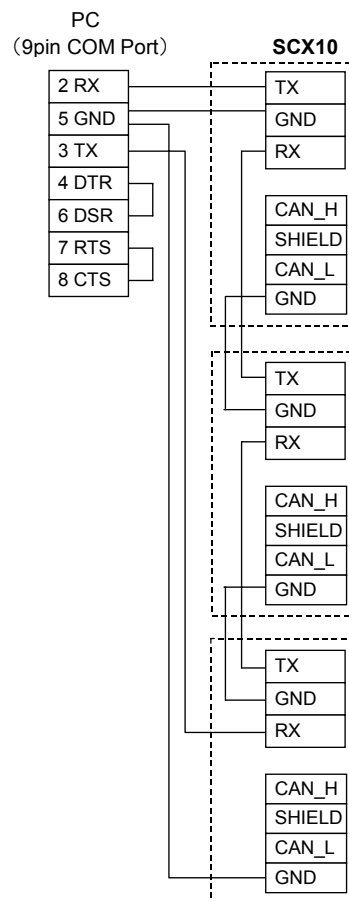 PC
（9pin COM Port）
2 RX
5 GND
3 TX
4 DTR
6 DSR
7 RTS
8 CTS
SCX10
TX
GND
RX
CAN_H
SHIELD
CAN_L
GND
TX
GND
RX
CAN_H
SHIELD
CAN_L
GND
TX
GND
RX
CAN_H
SHIELD
CAN_L
GND